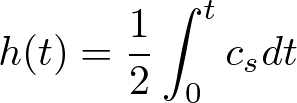 h(t) = \frac{1}{2} \int_0^t c_s dt